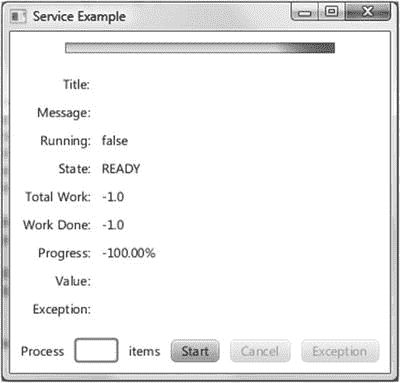 Service Example
Title:
Message:
Running: false
State: READY
Total Work: -1.0
Work Done: -1.0
Progress: -100.00%
Value:
Exception:
Process items Start Cancel Exception